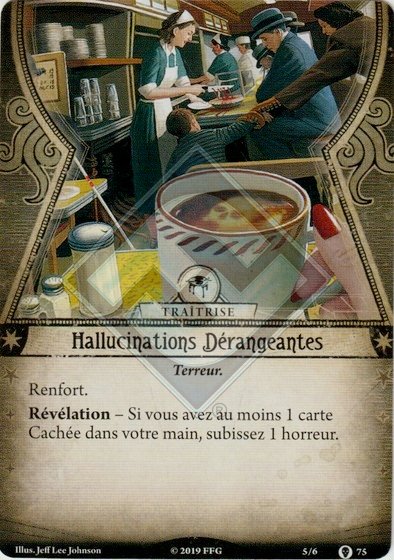 TRAÎTRISE
Hallucinations Dérangeantes
Terreur.
Renfort.
Révélation – Si vous avez au moins 1 carte
Cachée dans votre main, subissez 1 horreur.
Illus. Jeff Lee Johnson
© 2019 FFG
5/6
75